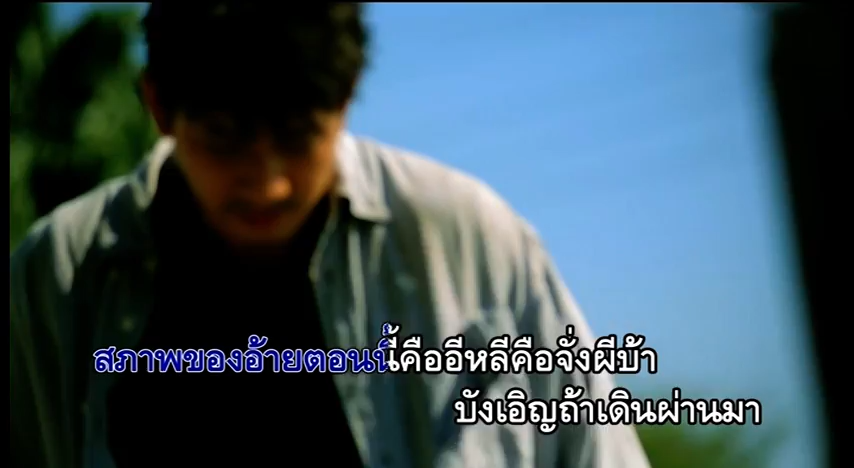 สภาพของอ้ายตอนนี้คืออีหลีคือจั่งผีบ้า
บังเอิญถ้าเดินผ่านมา